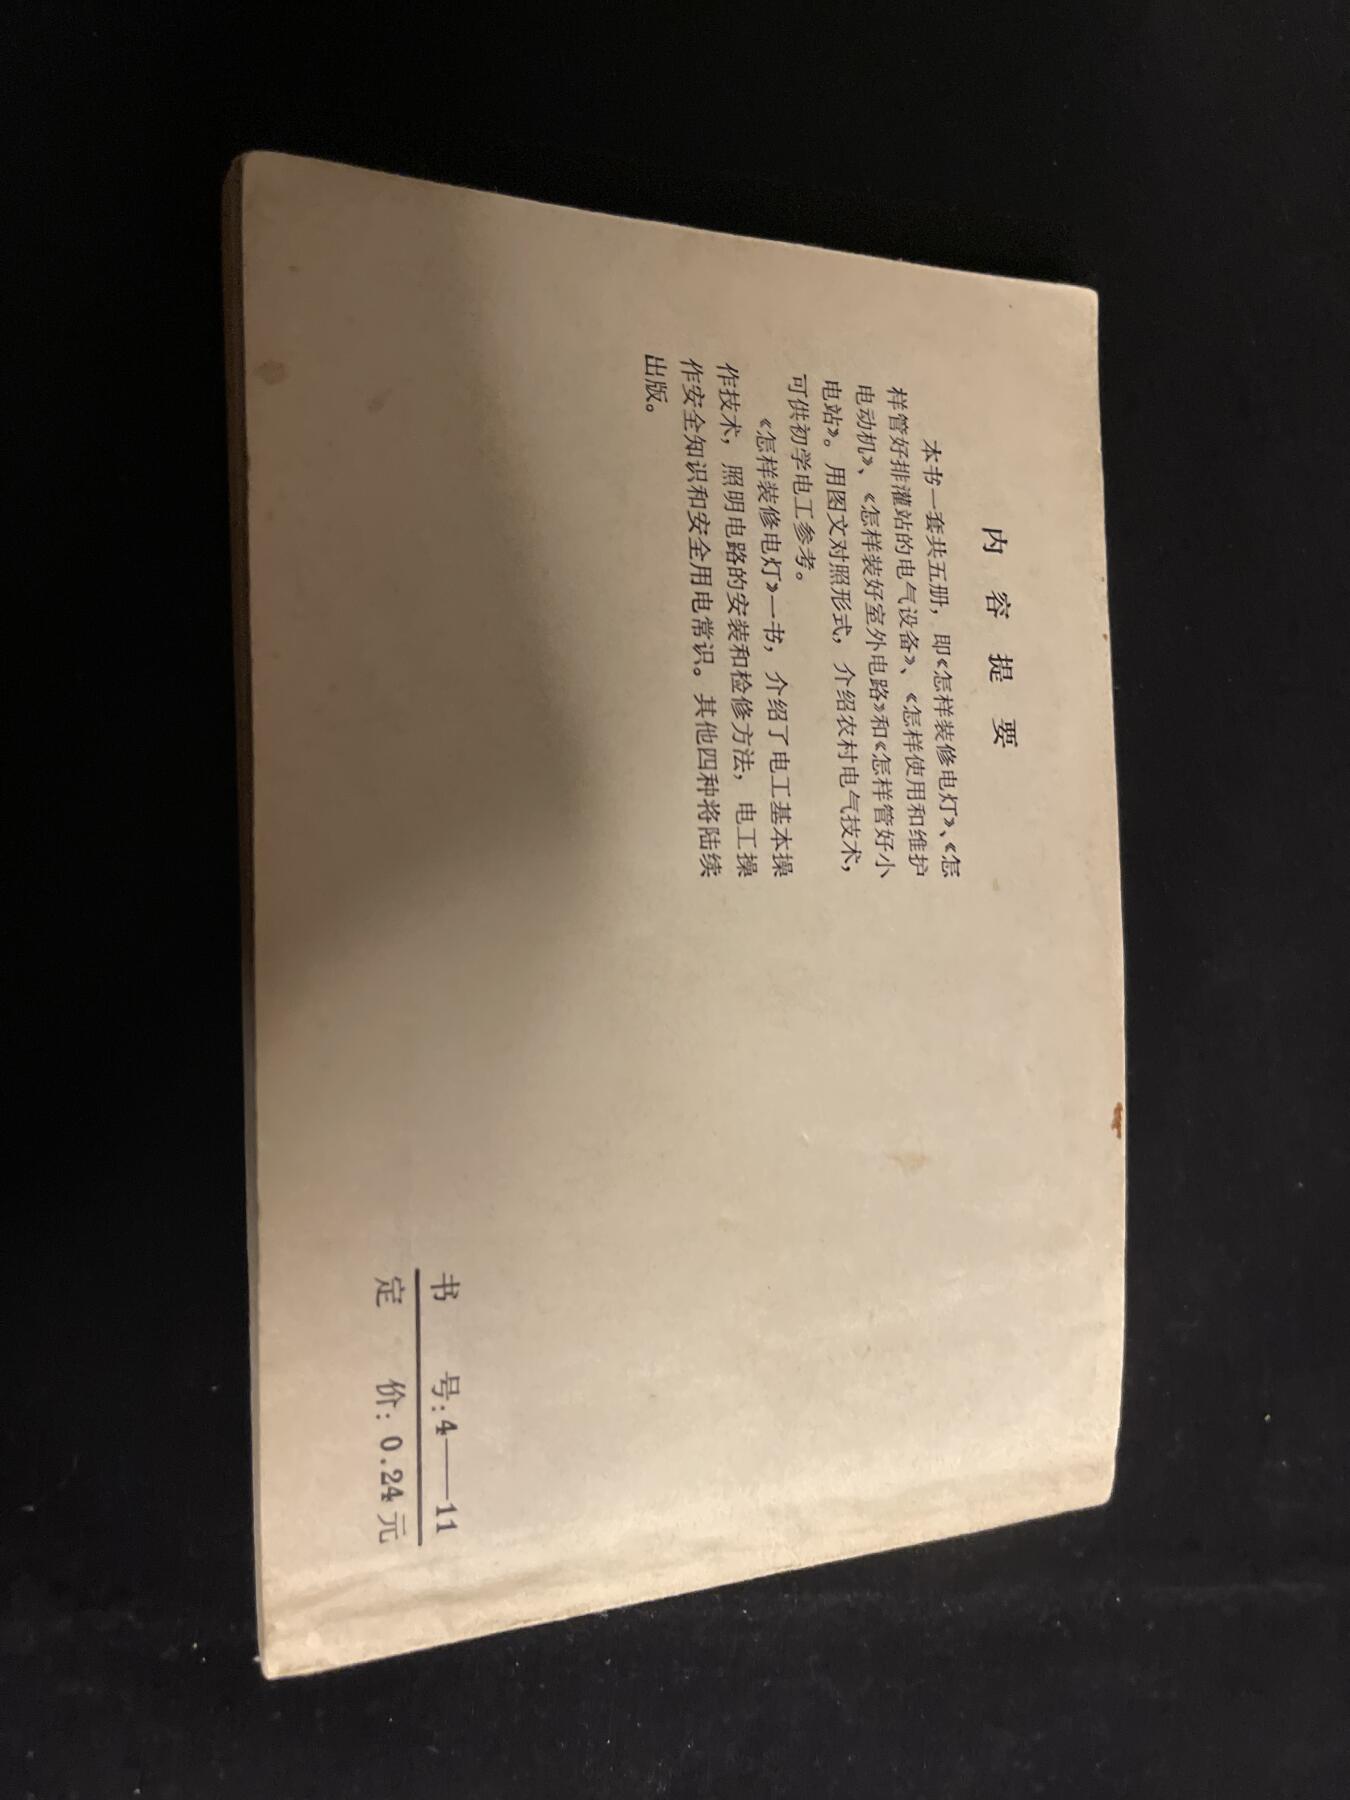 内容提要
本书一套共五册，即《怎样装修电灯》、《怎
样管好排灌站的电气设备》、《怎样使用和维护
电动机》、《怎样装好室外电路》和《怎样管好小
电站》。用图文对照形式，介绍农村电气技术，
可供初学电工参考。
《怎样装修电灯》一书，介绍了电工基本操
作技术，照明电路的安装和检修方法，电工操
作安全知识和安全用电常识。其他四种将陆续
出版。
书 号：4——11
定 价：0.24元